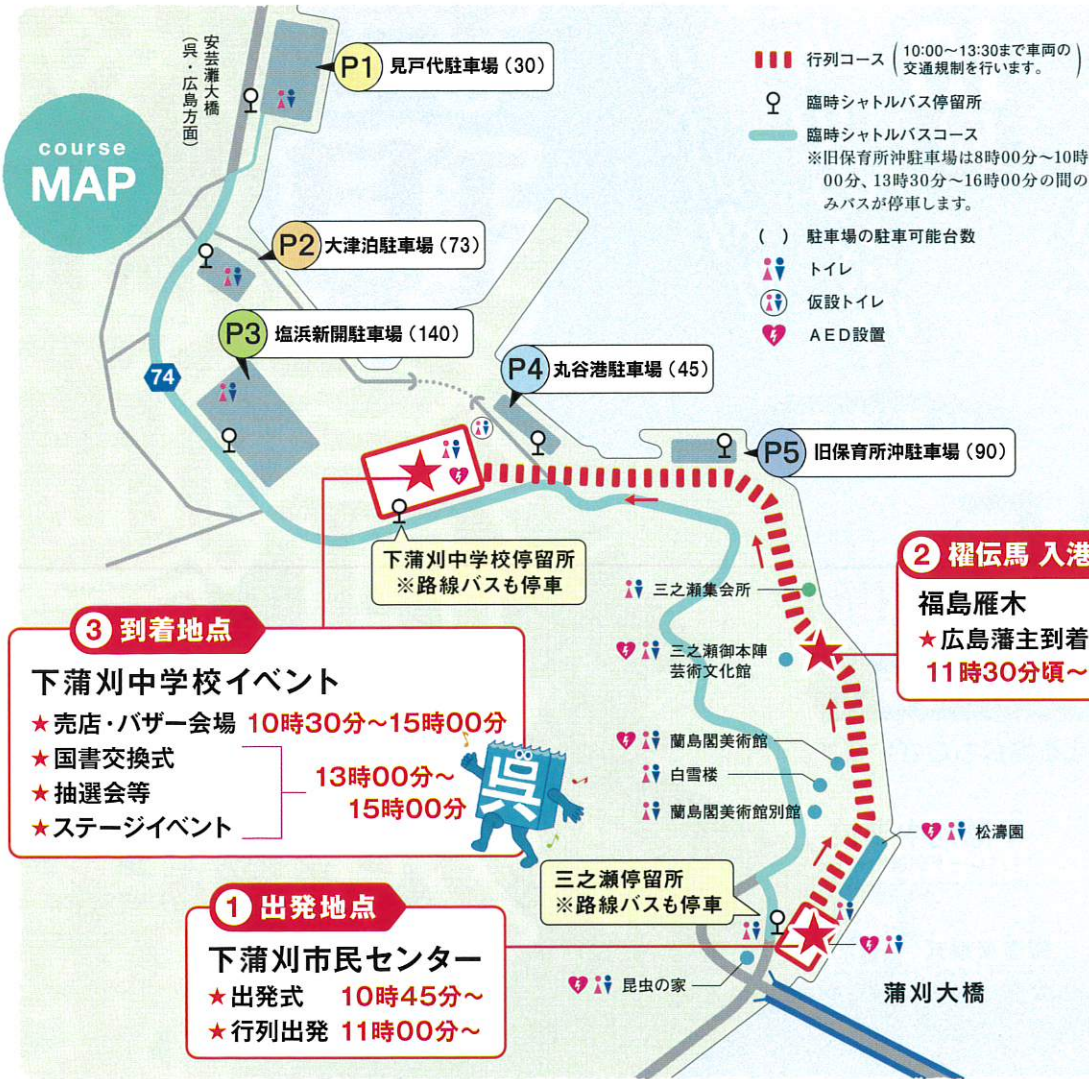 course
MAP
安芸灘大橋
(呉・広島方面)
P1 見戸代駐車場(30)
P2 大津泊駐車場(73)
P3 塩浜新開駐車場(140)
P4 丸谷港駐車場(45)
P5 旧保育所沖駐車場(90)
74
行列コース (10:00〜13:30まで車両の
交通規制を行います。)
臨時シャトルバス停留所
臨時シャトルバスコース
※旧保育所沖駐車場は8時00分〜10時
00分、13時30分〜16時00分の間の
みバスが停車します。
( ) 駐車場の駐車可能台数
トイレ
仮設トイレ
AED設置
下蒲刈中学校停留所
※路線バスも停車
② 櫂伝馬 入港
福島雁木
★広島藩主到着
11時30分頃〜
三之瀬集会所
三之瀬御本陣
芸術文化館
蘭島閣美術館
白雪楼
蘭島閣美術館別館
松濤園
③ 到着地点
下蒲刈中学校イベント
★売店・バザー会場 10時30分〜15時00分
★国書交換式
★抽選会等
★ステージイベント
13時00分〜
15時00分
呉
三之瀬停留所
※路線バスも停車
① 出発地点
下蒲刈市民センター
★出発式 10時45分〜
★行列出発 11時00分〜
昆虫の家
蒲刈大橋